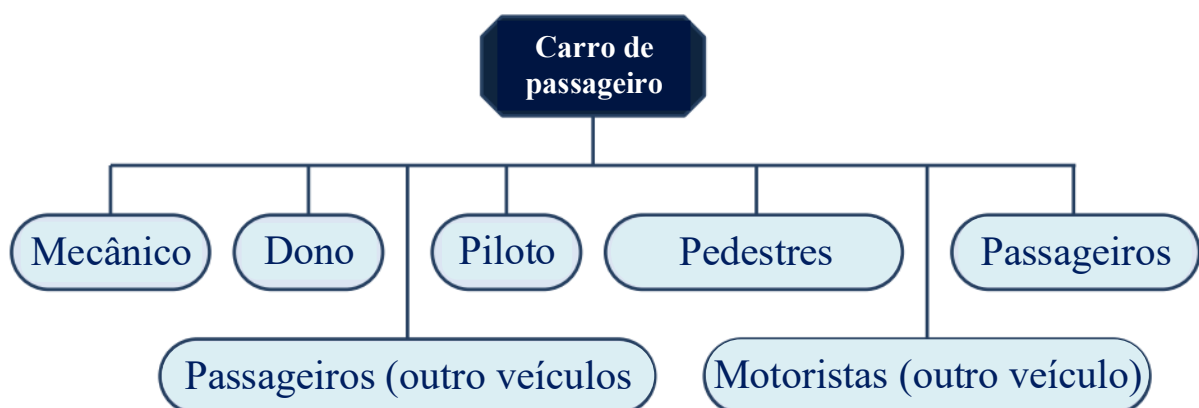 Carro de
passageiro
Mecânico
Dono
Piloto
Pedestres
Passageiros
Passageiros (outro veículos
Motoristas (outro veículo)